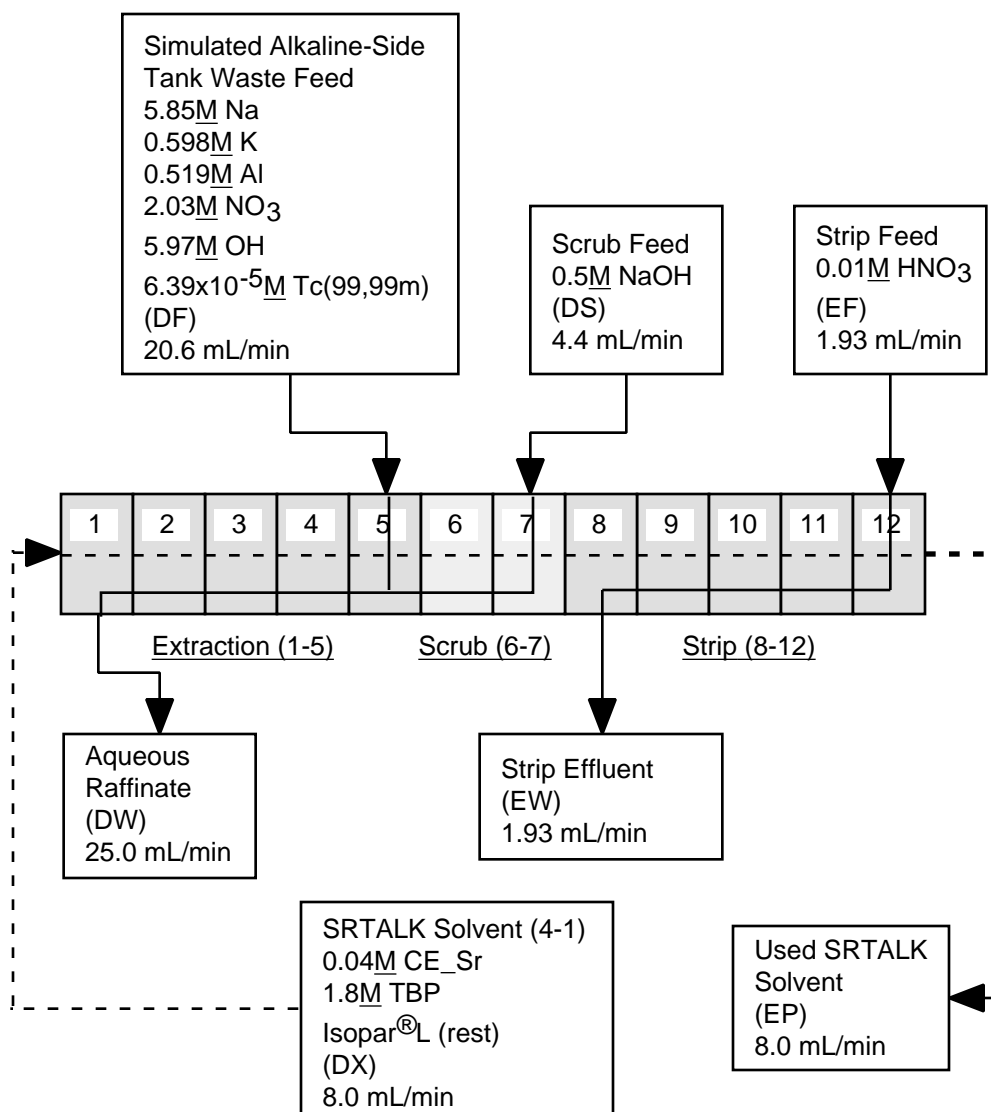 Simulated Alkaline-Side
Tank Waste Feed
5.85M Na
0.598M K
0.519M Al
2.03M NO3
5.97M OH
6.39x10-5M Tc(99,99m)
(DF)
20.6 mL/min
Scrub Feed
0.5M NaOH
(DS)
4.4 mL/min
Strip Feed
0.01M HNO3
(EF)
1.93 mL/min
1 2 3 4 5 6 7 8 9 10 11 12
Extraction (1-5) Scrub (6-7) Strip (8-12)
Aqueous
Raffinate
(DW)
25.0 mL/min
Strip Effluent
(EW)
1.93 mL/min
SRTALK Solvent (4-1)
0.04M CE_Sr
1.8M TBP
Isopar®L (rest)
(DX)
8.0 mL/min
Used SRTALK
Solvent
(EP)
8.0 mL/min